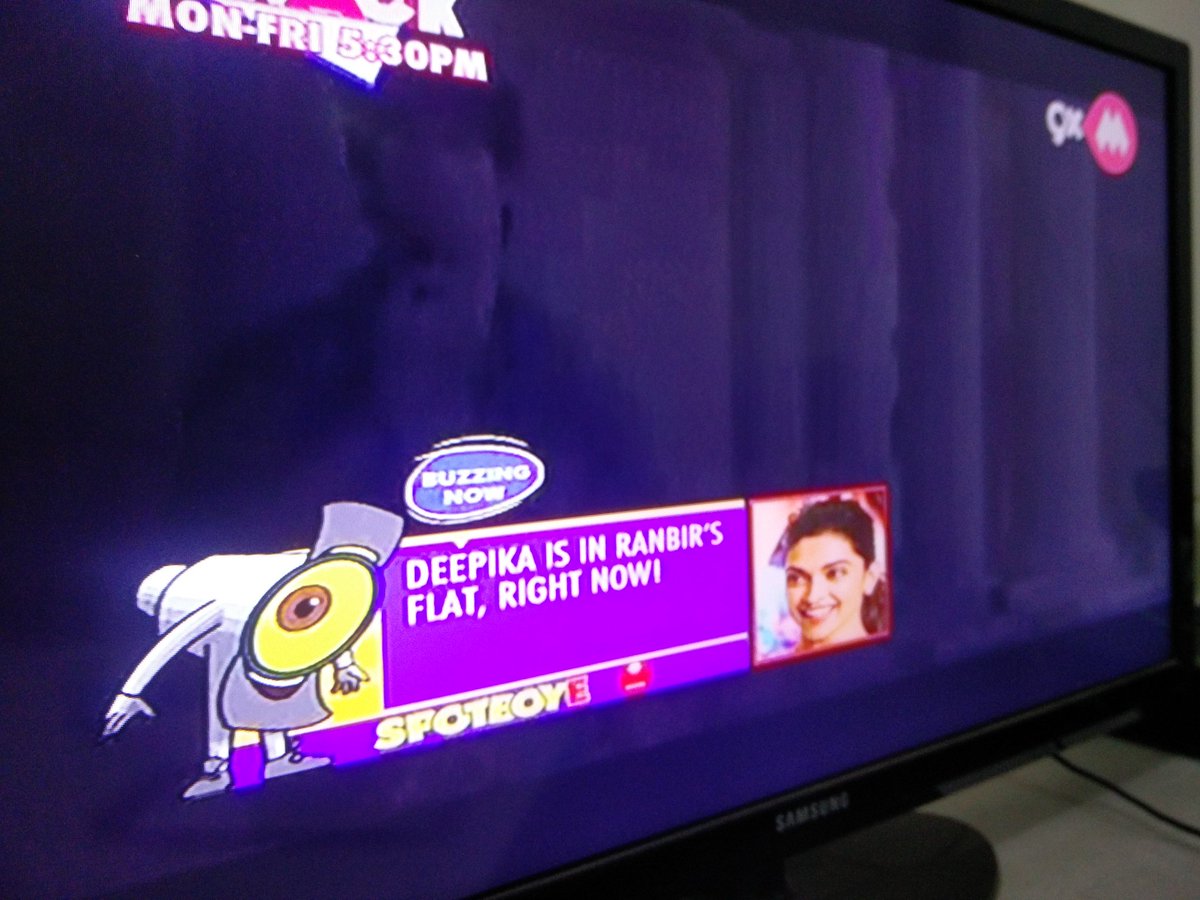 MON-FRI 5:30PM
9x M
BUZZING
NOW
DEEPIKA IS IN RANBIR'S
FLAT, RIGHT NOW!
SPOTBOYE
SAMSUNG